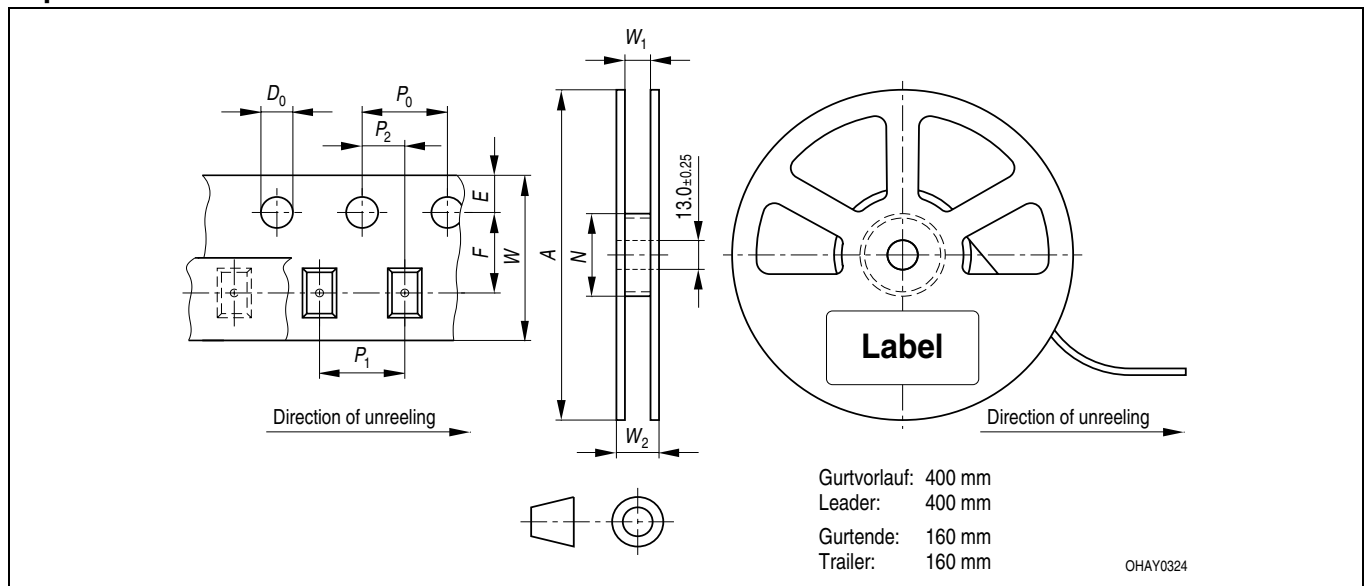 W₁
D₀
P₀
P₂
E
F
W
A
N
13.0±0.25
P₁
Label
Direction of unreeling
W₂
Direction of unreeling
Gurtvorlauf: 400 mm
Leader: 400 mm
Gurtende: 160 mm
Trailer: 160 mm
OHAY0324